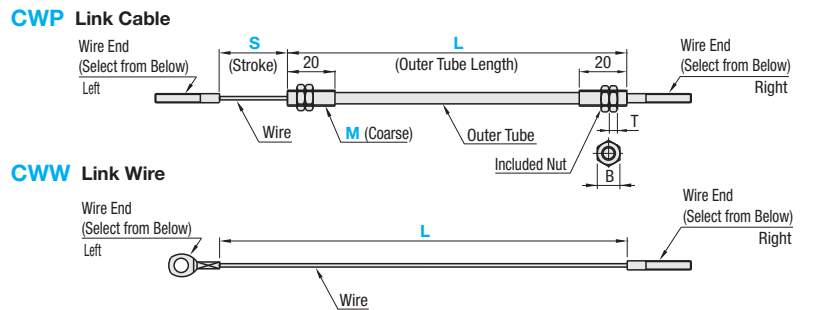 CWP Link Cable
Wire End
(Select from Below)
Left
S
(Stroke)
L
(Outer Tube Length)
20
20
Wire End
(Select from Below)
Right
Wire
M (Coarse)
Outer Tube
Included Nut
T
B
CWW Link Wire
Wire End
(Select from Below)
Left
L
Wire End
(Select from Below)
Right
Wire